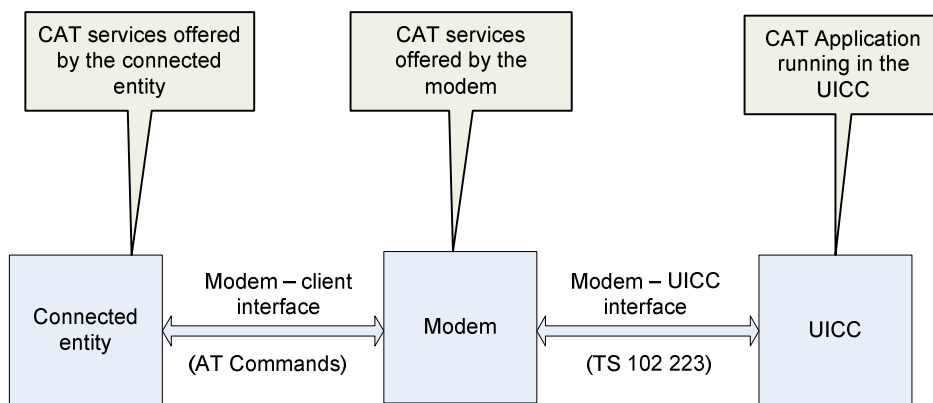 CAT services offered
by the connected
entity
CAT services
offered by the
modem
CAT Application
running in the
UICC
Connected
entity
Modem – client
interface
(AT Commands)
Modem
Modem – UICC
interface
(TS 102 223)
UICC